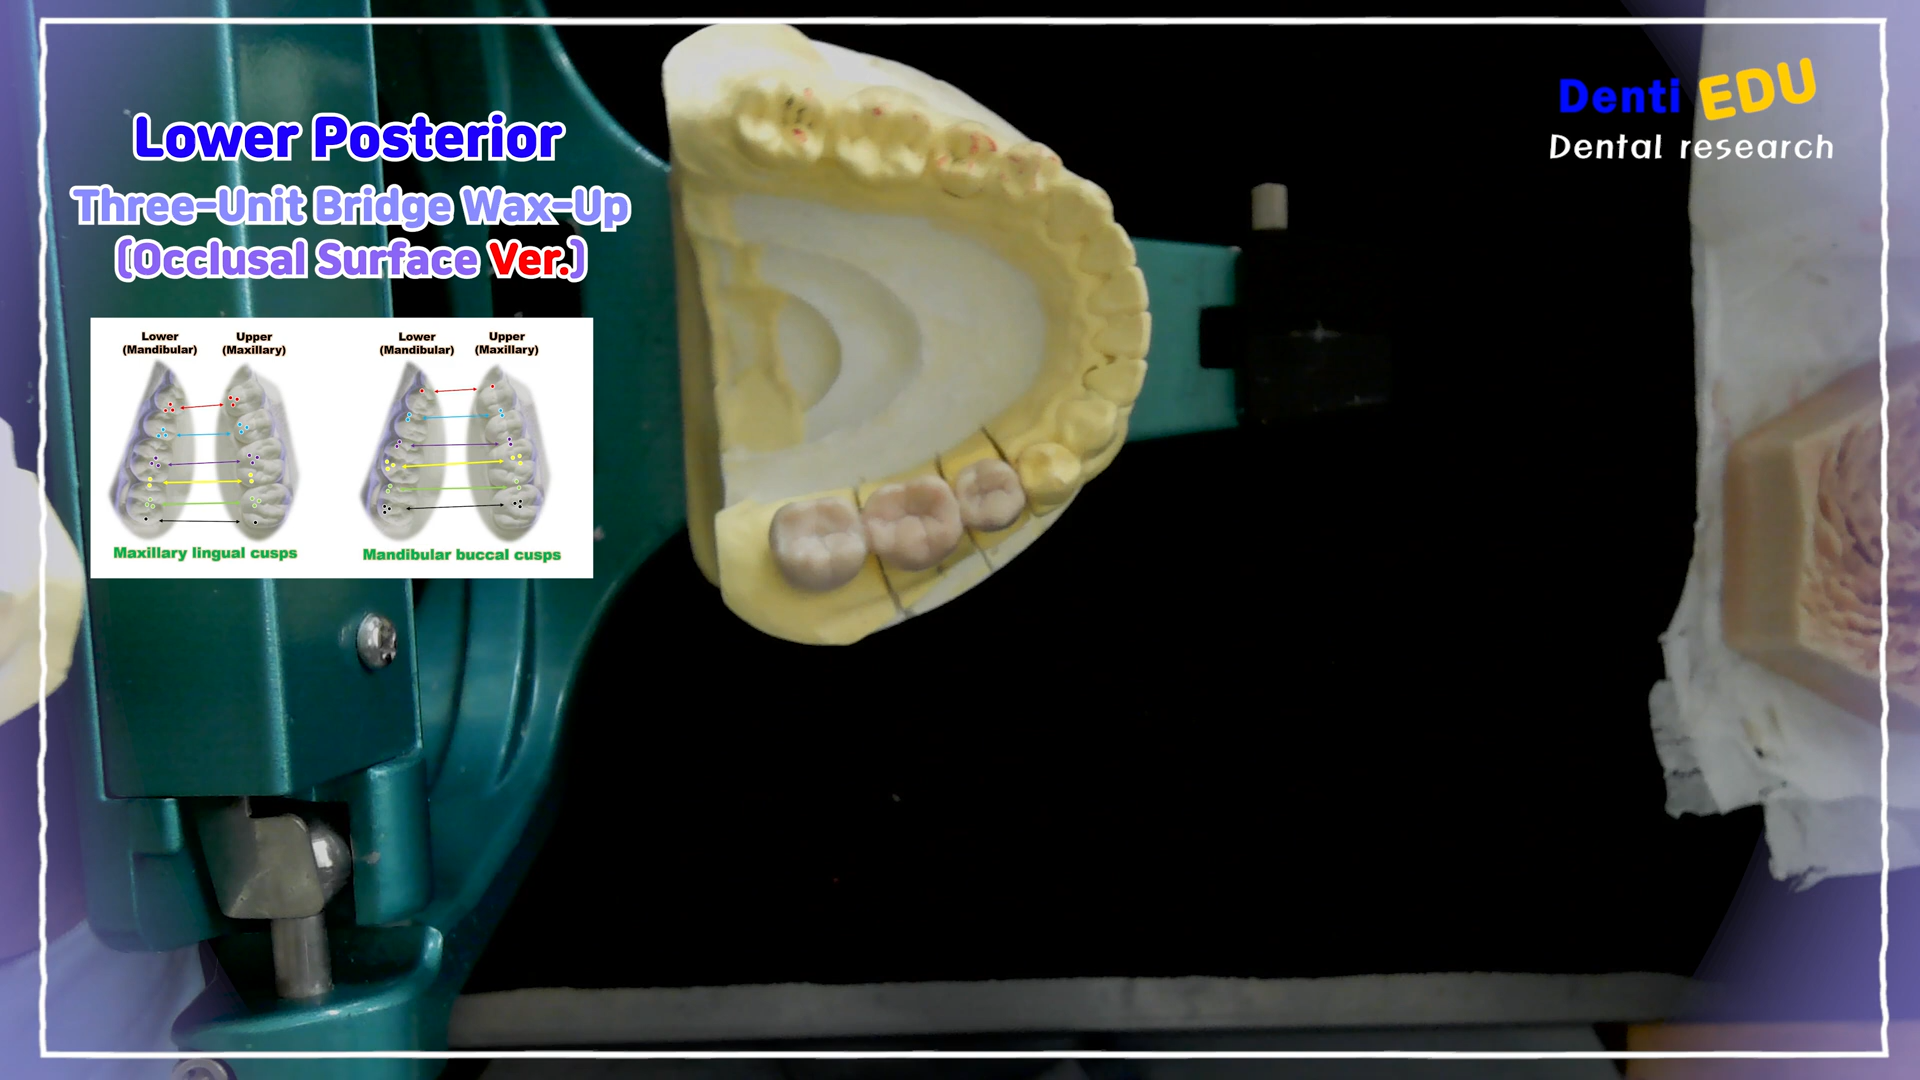 Lower Posterior
Three-Unit Bridge Wax-Up
(Occlusal Surface Ver.)
Denti EDU
Dental research
Lower
(Mandibular)
Upper
(Maxillary)
Lower
(Mandibular)
Upper
(Maxillary)
Maxillary lingual cusps
Mandibular buccal cusps